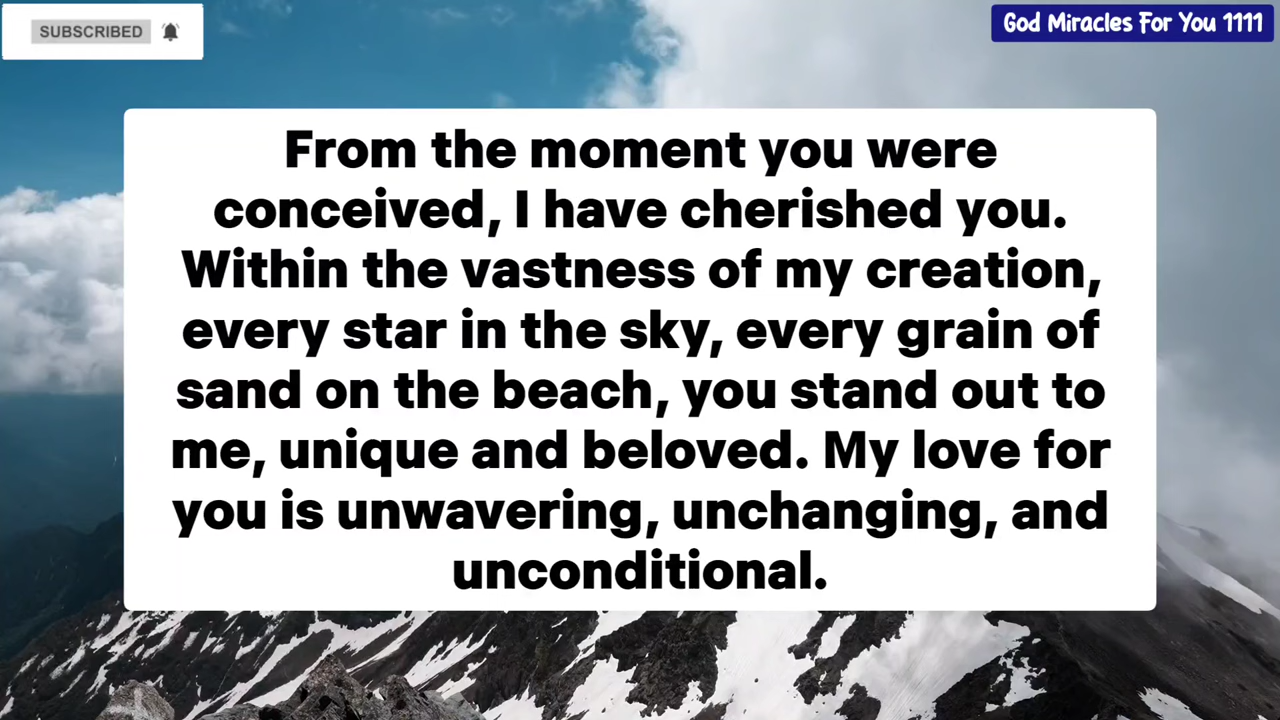 SUBSCRIBED
God Miracles For You 1111
From the moment you were
conceived, I have cherished you.
Within the vastness of my creation,
every star in the sky, every grain of
sand on the beach, you stand out to
me, unique and beloved. My love for
you is unwavering, unchanging, and
unconditional.